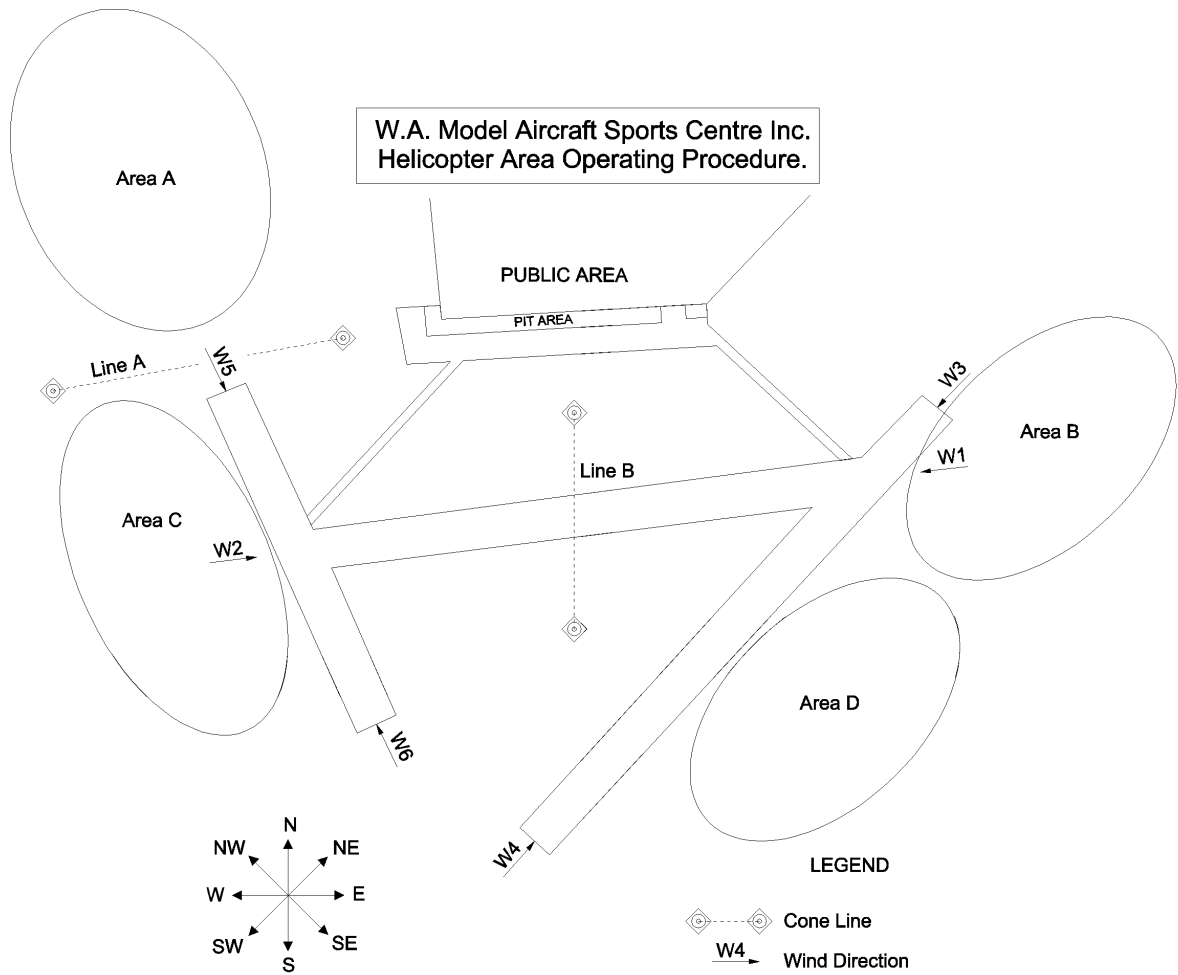 W.A. Model Aircraft Sports Centre Inc.
Helicopter Area Operating Procedure.
Area A
PUBLIC AREA
PIT AREA
Line A
W5
W3
Area B
W1
Line B
Area C
W2
Area D
W6
W4
N
NW
NE
W
E
SW
SE
S
LEGEND
Cone Line
W4
Wind Direction